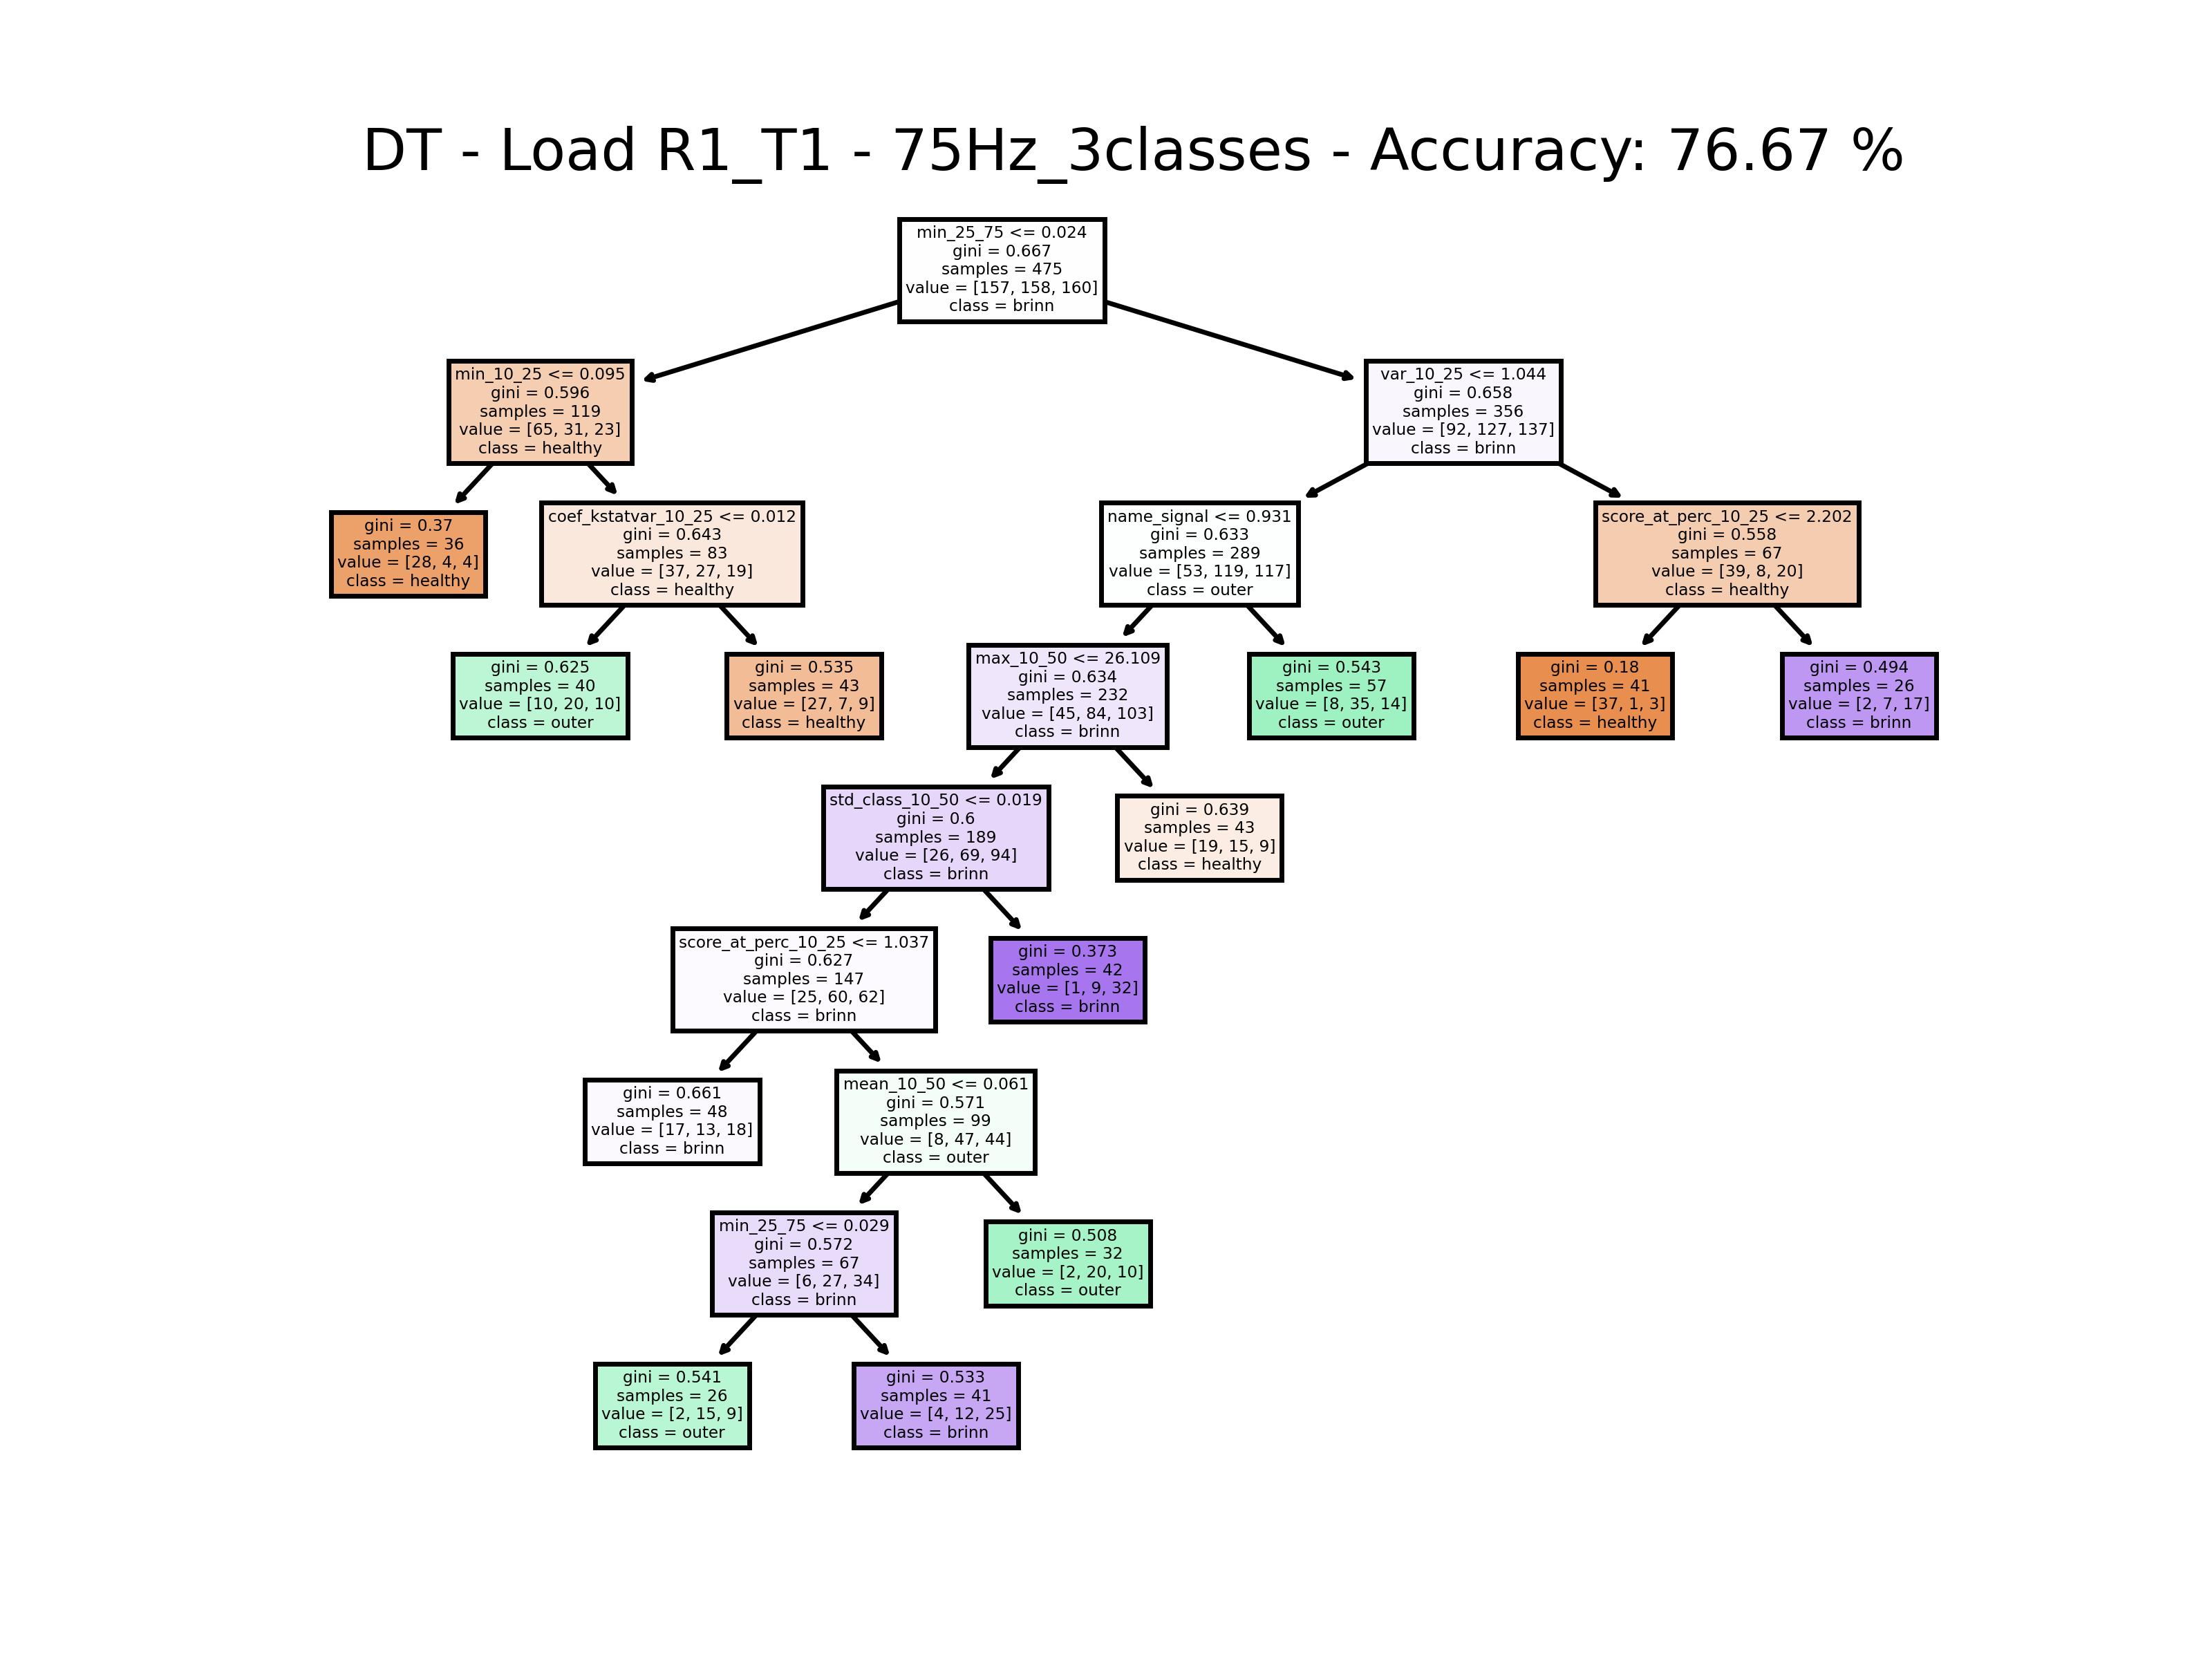 DT - Load R1_T1 - 75Hz_3classes - Accuracy: 76.67 %
min_25_75 <= 0.024
gini = 0.667
samples = 475
value = [157, 158, 160]
class = brinn
min_10_25 <= 0.095
gini = 0.596
samples = 119
value = [65, 31, 23]
class = healthy
var_10_25 <= 1.044
gini = 0.658
samples = 356
value = [92, 127, 137]
class = brinn
gini = 0.37
samples = 36
value = [28, 4, 4]
class = healthy
coef_kstatvar_10_25 <= 0.012
gini = 0.643
samples = 83
value = [37, 27, 19]
class = healthy
name_signal <= 0.931
gini = 0.633
samples = 289
value = [53, 119, 117]
class = outer
score_at_perc_10_25 <= 2.202
gini = 0.558
samples = 67
value = [39, 8, 20]
class = healthy
gini = 0.625
samples = 40
value = [10, 20, 10]
class = outer
gini = 0.535
samples = 43
value = [27, 7, 9]
class = healthy
max_10_50 <= 26.109
gini = 0.634
samples = 232
value = [45, 84, 103]
class = brinn
gini = 0.543
samples = 57
value = [8, 35, 14]
class = outer
gini = 0.18
samples = 41
value = [37, 1, 3]
class = healthy
gini = 0.494
samples = 26
value = [2, 7, 17]
class = brinn
std_class_10_50 <= 0.019
gini = 0.6
samples = 189
value = [26, 69, 94]
class = brinn
gini = 0.639
samples = 43
value = [19, 15, 9]
class = healthy
score_at_perc_10_25 <= 1.037
gini = 0.627
samples = 147
value = [25, 60, 62]
class = brinn
gini = 0.373
samples = 42
value = [1, 9, 32]
class = brinn
gini = 0.661
samples = 48
value = [17, 13, 18]
class = brinn
mean_10_50 <= 0.061
gini = 0.571
samples = 99
value = [8, 47, 44]
class = outer
min_25_75 <= 0.029
gini = 0.572
samples = 67
value = [6, 27, 34]
class = brinn
gini = 0.508
samples = 32
value = [2, 20, 10]
class = outer
gini = 0.541
samples = 26
value = [2, 15, 9]
class = outer
gini = 0.533
samples = 41
value = [4, 12, 25]
class = brinn